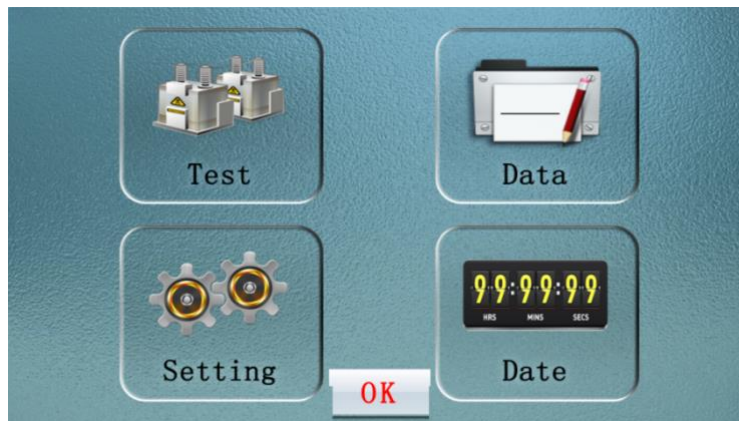 Test
Data
99:99:99
HRS MINS SECS
Setting
Date
OK